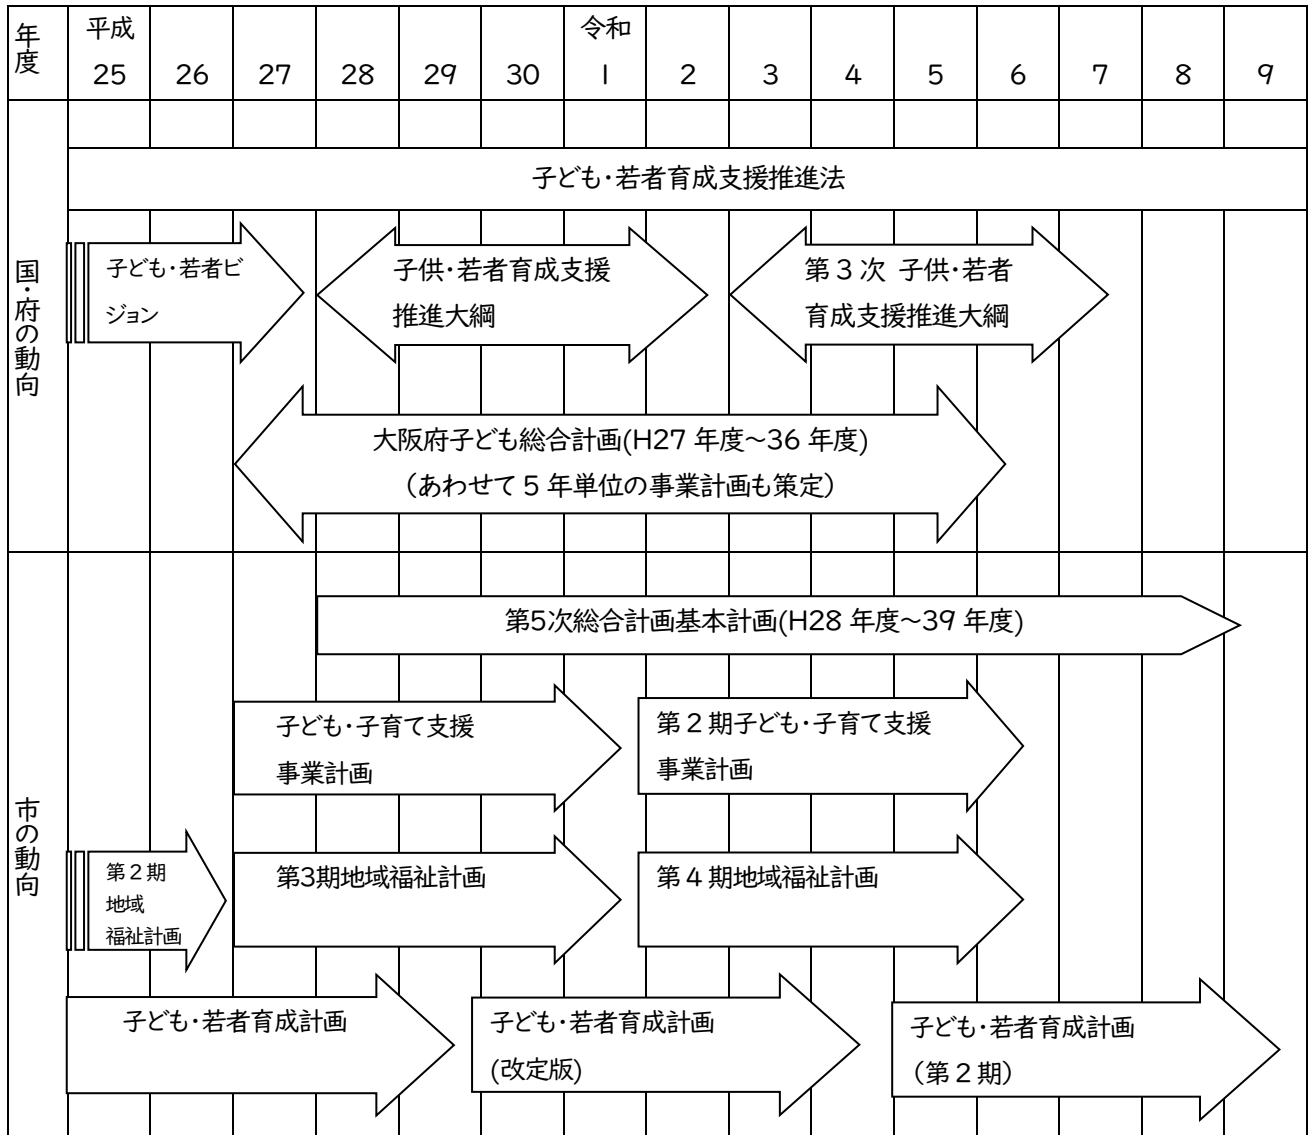 年度
平成
令和
25 26 27 28 29 30 1 2 3 4 5 6 7 8 9
国・府の動向
子ども・若者育成支援推進法
子ども・若者ビ
ジョン
子供・若者育成支援
推進大綱
第3次 子供・若者
育成支援推進大綱
大阪府子ども総合計画(H27 年度～36 年度)
（あわせて 5 年単位の事業計画も策定）
市の動向
第5次総合計画基本計画(H28 年度～39 年度)
子ども・子育て支援
事業計画
第2期子ども・子育て支援
事業計画
第2期
地域
福祉計画
第3期地域福祉計画
第4期地域福祉計画
子ども・若者育成計画
子ども・若者育成計画
(改定版)
子ども・若者育成計画
（第2期）